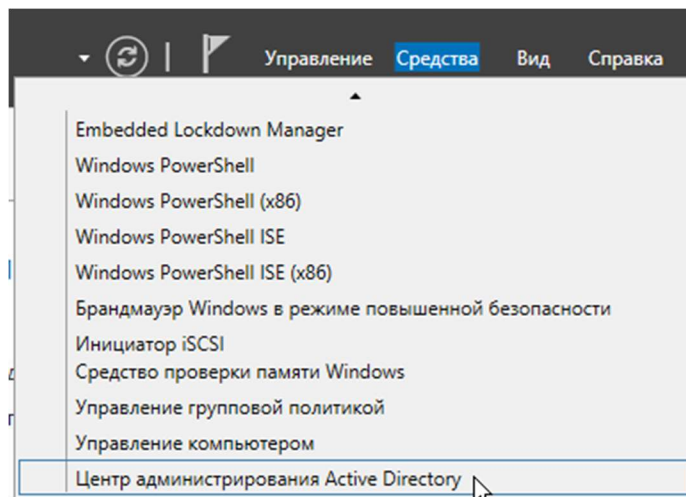 Управление Средства Вид Справка
Embedded Lockdown Manager
Windows PowerShell
Windows PowerShell (x86)
Windows PowerShell ISE
Windows PowerShell ISE (x86)
Брандмауэр Windows в режиме повышенной безопасности
Инициатор iSCSI
Средство проверки памяти Windows
Управление групповой политикой
Управление компьютером
Центр администрирования Active Directory